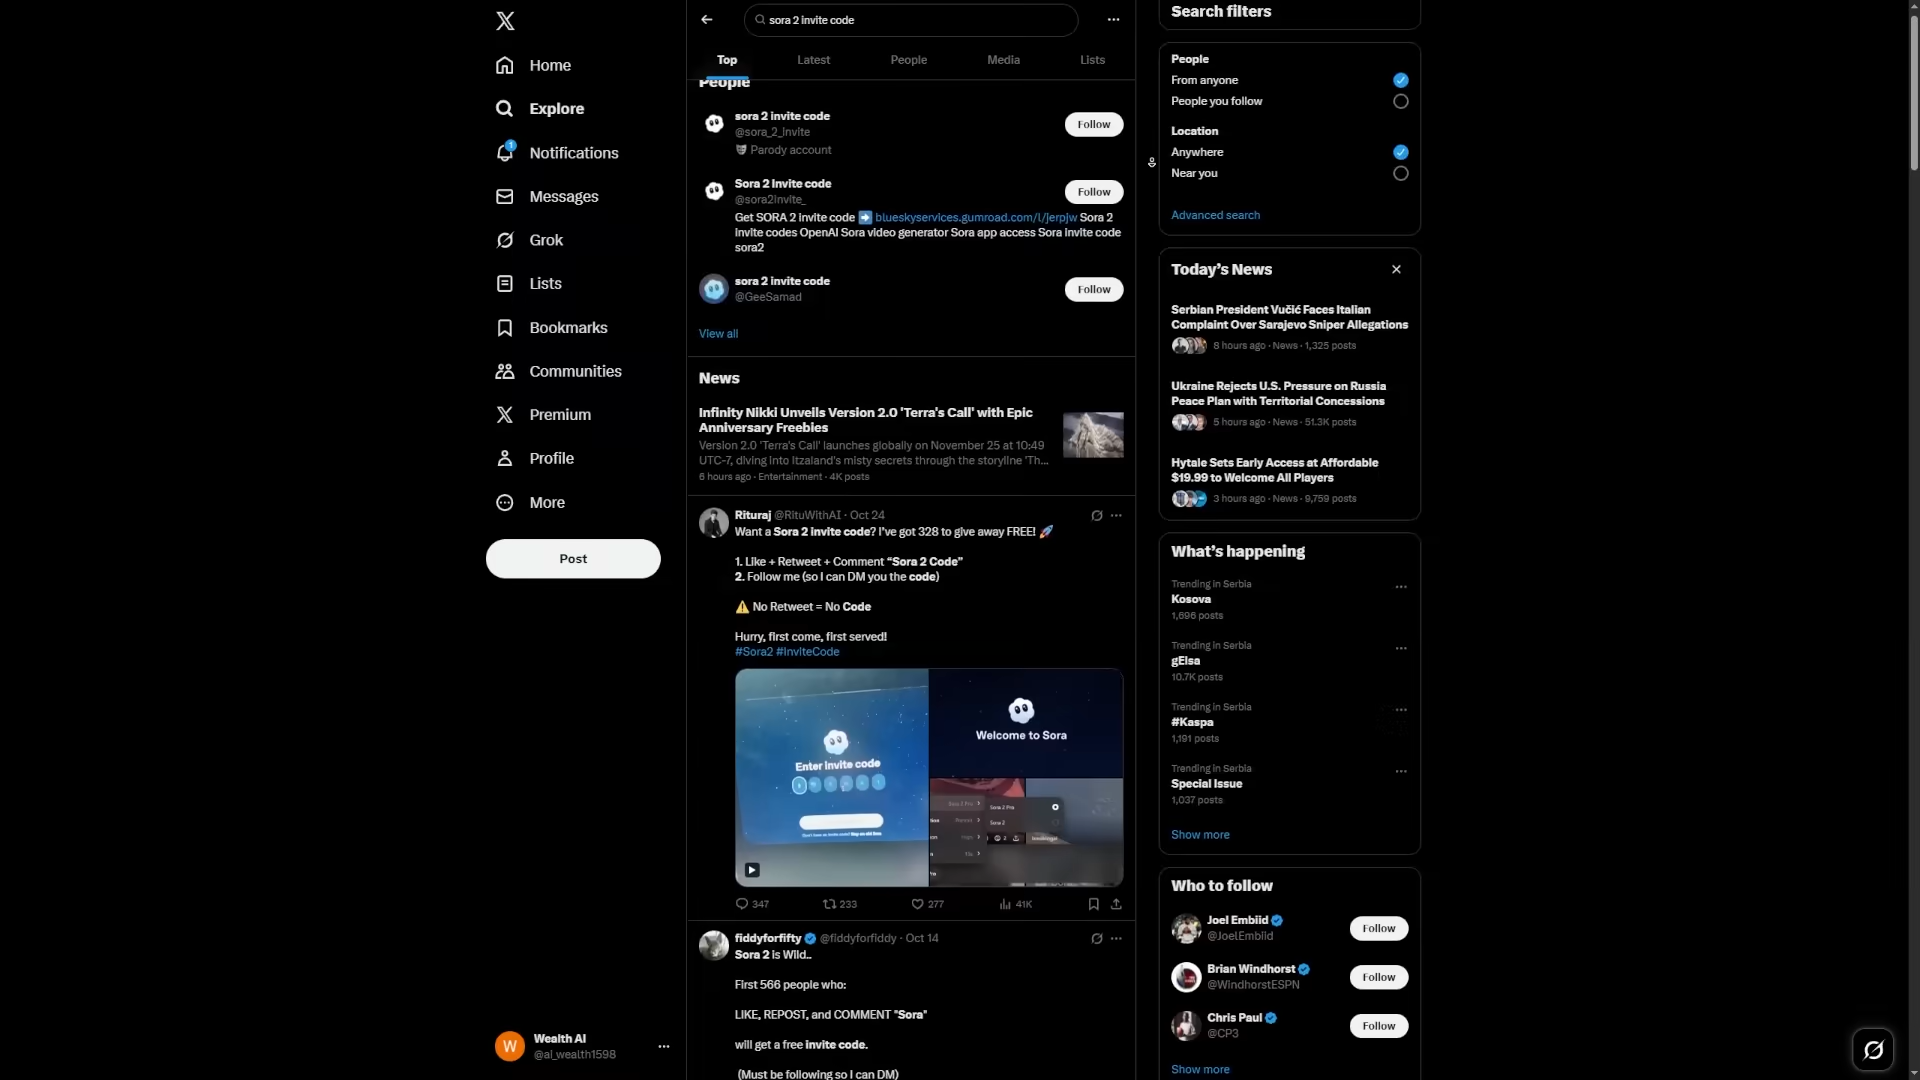 Home
Explore
1
Notifications
Messages
Grok
Lists
Bookmarks
Communities
Premium
Profile
More
Post
W
Wealth AI
@ai_wealth1598
sora 2 invite code
Top
Latest
People
Media
Lists
People
sora 2 invite code
@sora_2_invite
Parody account
Follow
Sora 2 Invite code
@sora2invite_
Follow
Get SORA 2 invite code ➡️ blueskyservices.gumroad.com/l/jerpjw Sora 2
invite codes OpenAI Sora video generator Sora app access Sora invite code
sora2
sora 2 invite code
@GeeSamad
Follow
View all
News
Infinity Nikki Unveils Version 2.0 'Terra's Call' with Epic
Anniversary Freebies
Version 2.0 'Terra's Call' launches globally on November 25 at 10:49
UTC-7, diving into Itzaland's misty secrets through the storyline 'Th...
6 hours ago · Entertainment · 4K posts
Rituraj @RituWithAI · Oct 24
Want a Sora 2 invite code? I've got 328 to give away FREE! 🚀
1. Like + Retweet + Comment “Sora 2 Code”
2. Follow me (so I can DM you the code)
⚠️ No Retweet = No Code
Hurry, first come, first served!
#Sora2 #InviteCode
Enter invite code
Welcome to Sora
Sora 2 Pro
Sora 2 Pro
Sora 2
347
233
277
41K
fiddyforfifty @fiddyforfiddy · Oct 14
Sora 2 is Wild..
First 566 people who:
LIKE, REPOST, and COMMENT "Sora"
will get a free invite code.
(Must be following so I can DM)
Search filters
People
From anyone
People you follow
Location
Anywhere
Near you
Advanced search
Today's News
Serbian President Vučić Faces Italian
Complaint Over Sarajevo Sniper Allegations
8 hours ago · News · 1,325 posts
Ukraine Rejects U.S. Pressure on Russia
Peace Plan with Territorial Concessions
5 hours ago · News · 51.3K posts
Hytale Sets Early Access at Affordable
$19.99 to Welcome All Players
3 hours ago · News · 9,759 posts
What's happening
Trending in Serbia
Kosova
1,696 posts
Trending in Serbia
gElsa
10.7K posts
Trending in Serbia
#Kaspa
1,191 posts
Trending in Serbia
Special Issue
1,037 posts
Show more
Who to follow
Joel Embiid
@JoelEmbiid
Follow
Brian Windhorst
@WindhorstESPN
Follow
Chris Paul
@CP3
Follow
Show more